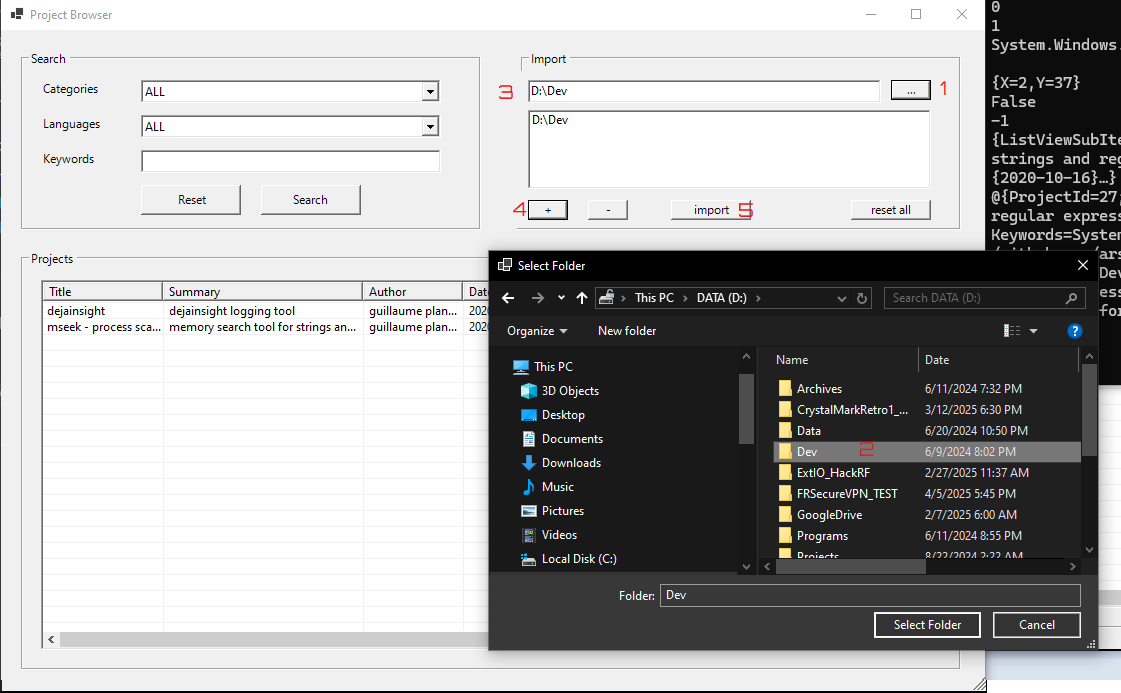 Project Browser
Search
Categories
ALL
Languages
ALL
Keywords
Reset
Search
Import
3
D:\Dev
...
1
D:\Dev
4
+
-
import
5
reset all
Projects
Title
Summary
Author
Dat
dejainsight
dejainsight logging tool
guillaume plan...
2020
mseek - process sca...
memory search tool for strings an...
guillaume plan...
2020
0
1
System.Windows.
{X=2,Y=37}
False
-1
{ListViewSubIte
strings and reg
{2020-10-16}…}
@{ProjectId=27;
regular express
Keywords=System
Select Folder
This PC
DATA (D:)
Search DATA (D:)
Organize
New folder
?
This PC
3D Objects
Desktop
Documents
Downloads
Music
Pictures
Videos
Local Disk (C:)
Name
Date
Archives
6/11/2024 7:32 PM
CrystalMarkRetro1_...
3/12/2025 6:30 PM
Data
6/20/2024 10:50 PM
Dev
2
6/9/2024 8:02 PM
ExtIO_HackRF
2/27/2025 11:37 AM
FRSecureVPN_TEST
4/5/2025 5:45 PM
GoogleDrive
2/7/2025 6:00 AM
Programs
6/11/2024 8:55 PM
Projects
8/22/2024 2:22 AM
Folder:
Dev
Select Folder
Cancel
/ars
Dev
ess
for